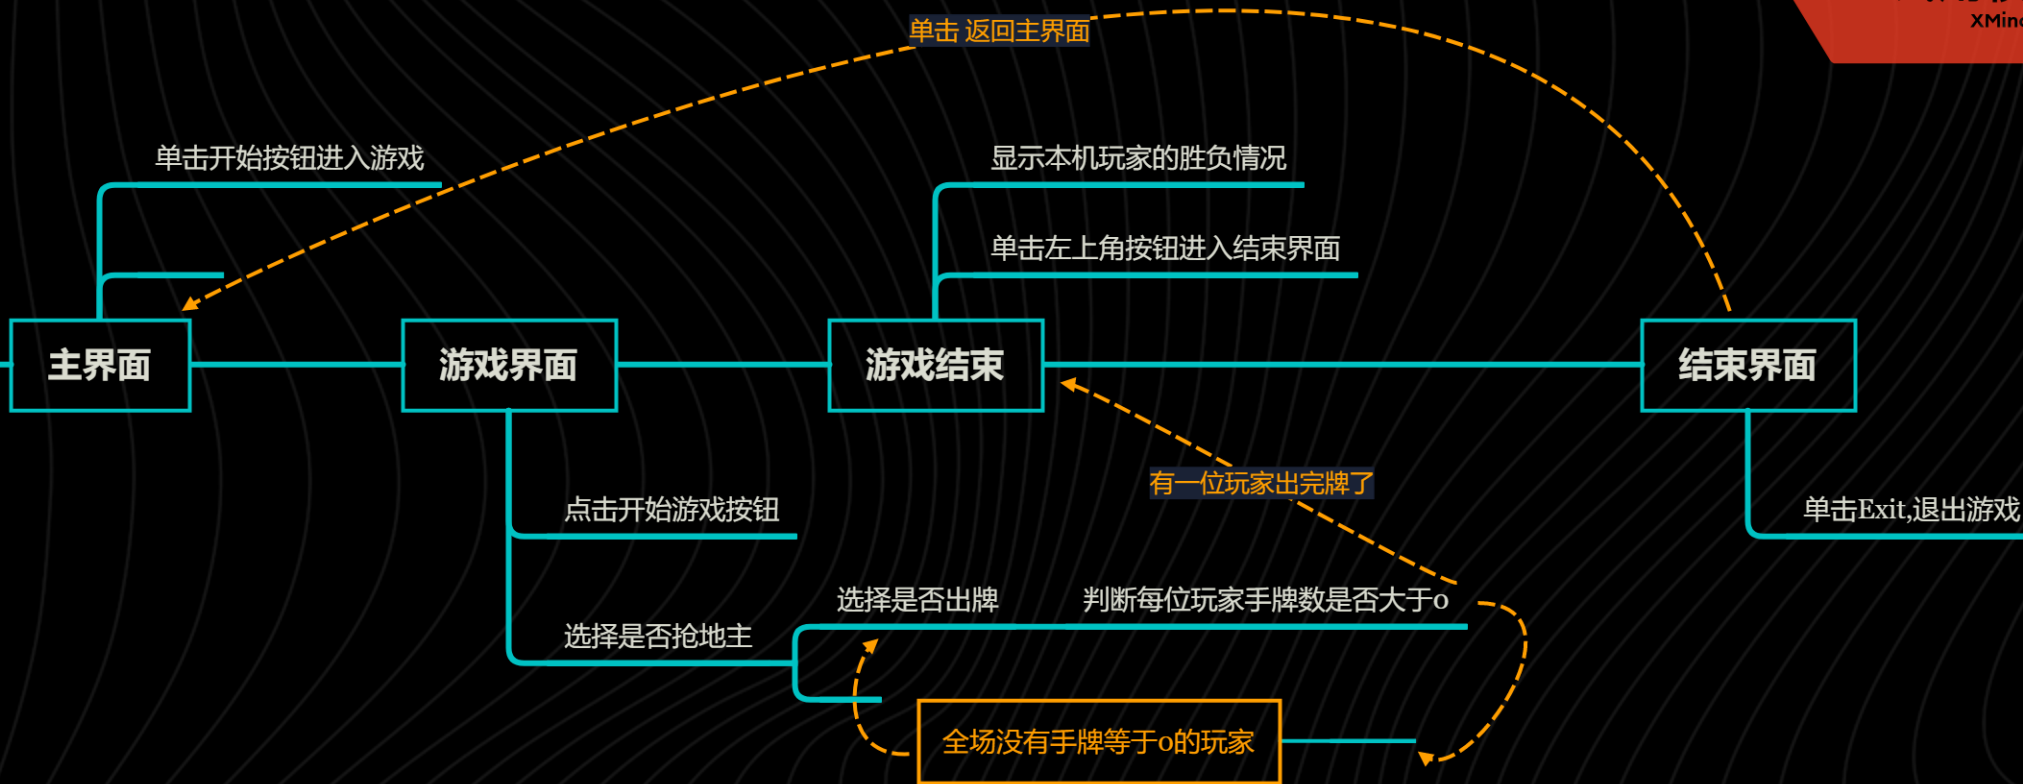 单击 返回主界面
XMin
单击开始按钮进入游戏
显示本机玩家的胜负情况
单击左上角按钮进入结束界面
主界面
游戏界面
游戏结束
结束界面
有一位玩家出完牌了
点击开始游戏按钮
单击Exit,退出游戏
选择是否出牌
判断每位玩家手牌数是否大于0
选择是否抢地主
全场没有手牌等于0的玩家